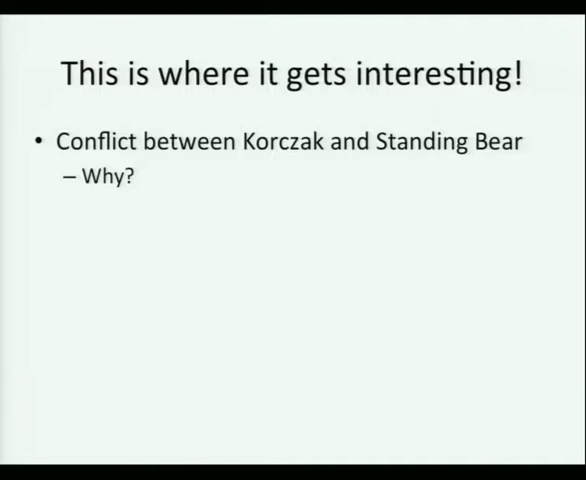 This is where it gets interesting!
• Conflict between Korczak and Standing Bear
– Why?